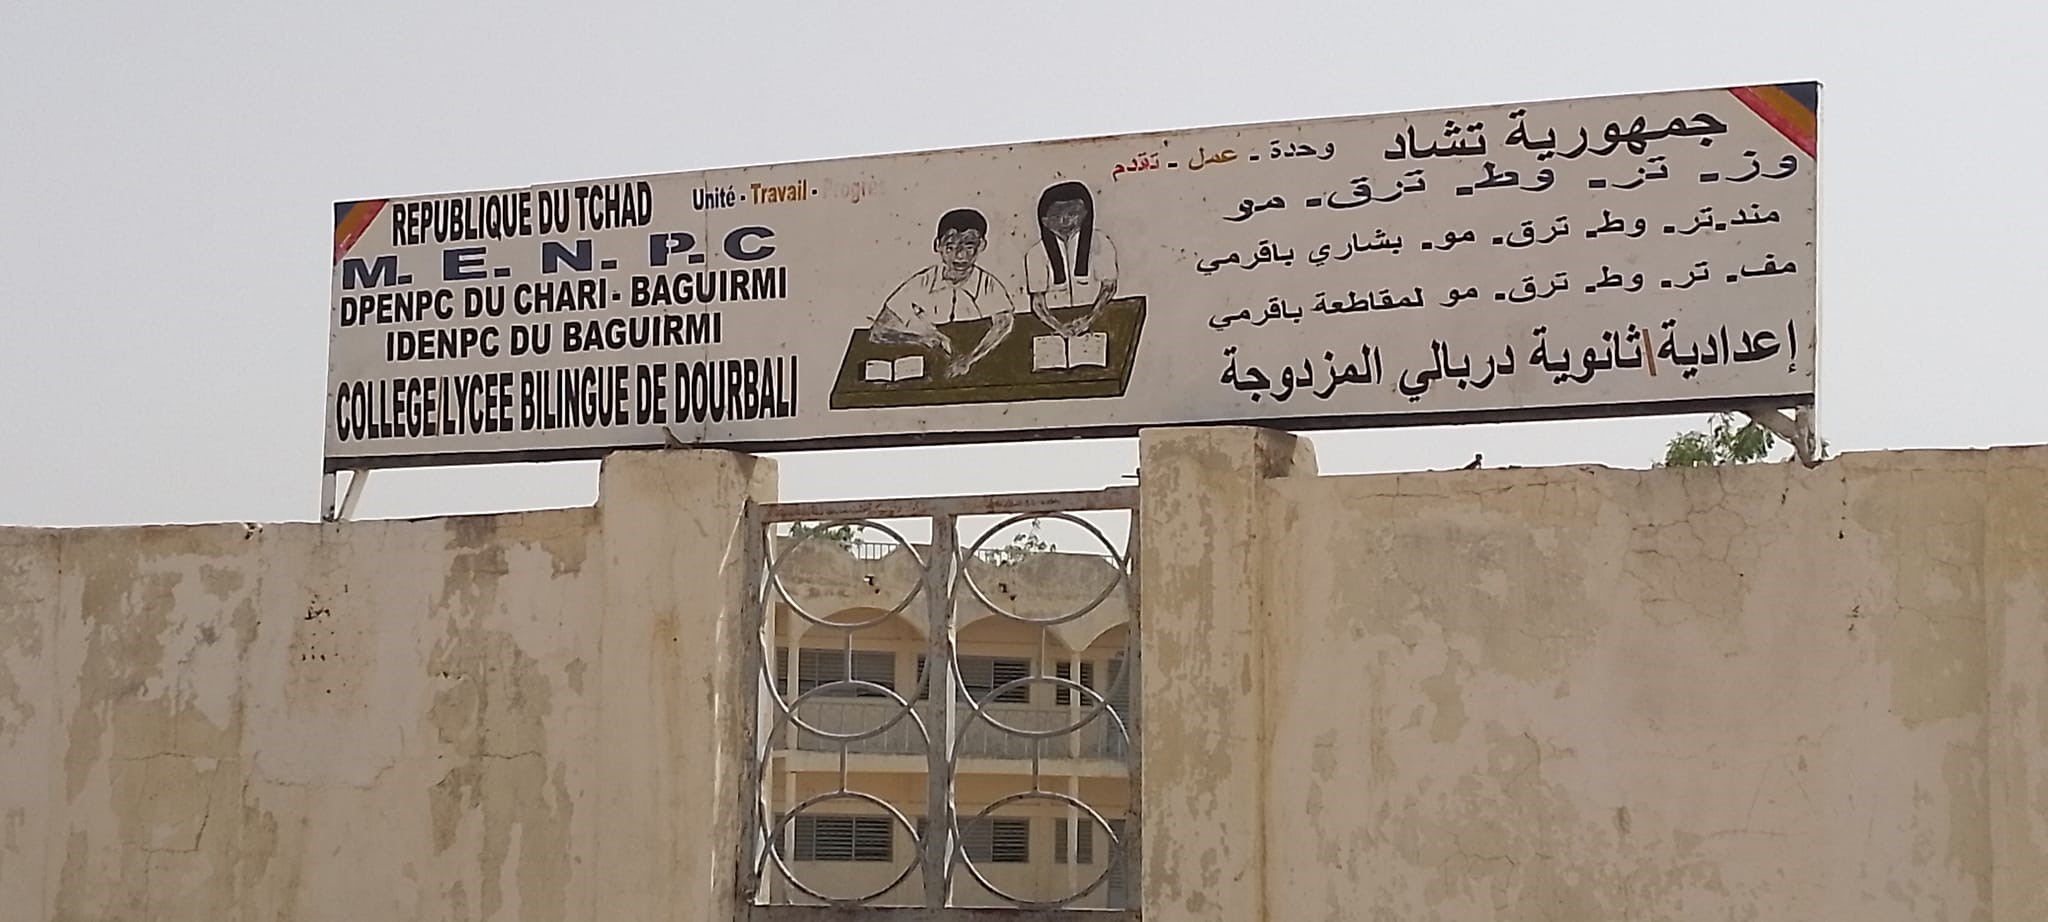 REPUBLIQUE DU TCHAD
Unité - Travail - Progrès
M. E. N. P. C
DPENPC DU CHARI - BAGUIRMI
IDENPC DU BAGUIRMI
COLLEGE/LYCEE BILINGUE DE DOURBALI
جمهورية تشاد
وحدة - عمل - تقدم
وز - تز - وط - ترق - مو
مند - تر - وط - ترق - مو - بشاري باقرمي
مف - تر - وط - ترق - مو لمقاطعة باقرمي
إعدادية|ثانوية دربالي المزدوجة